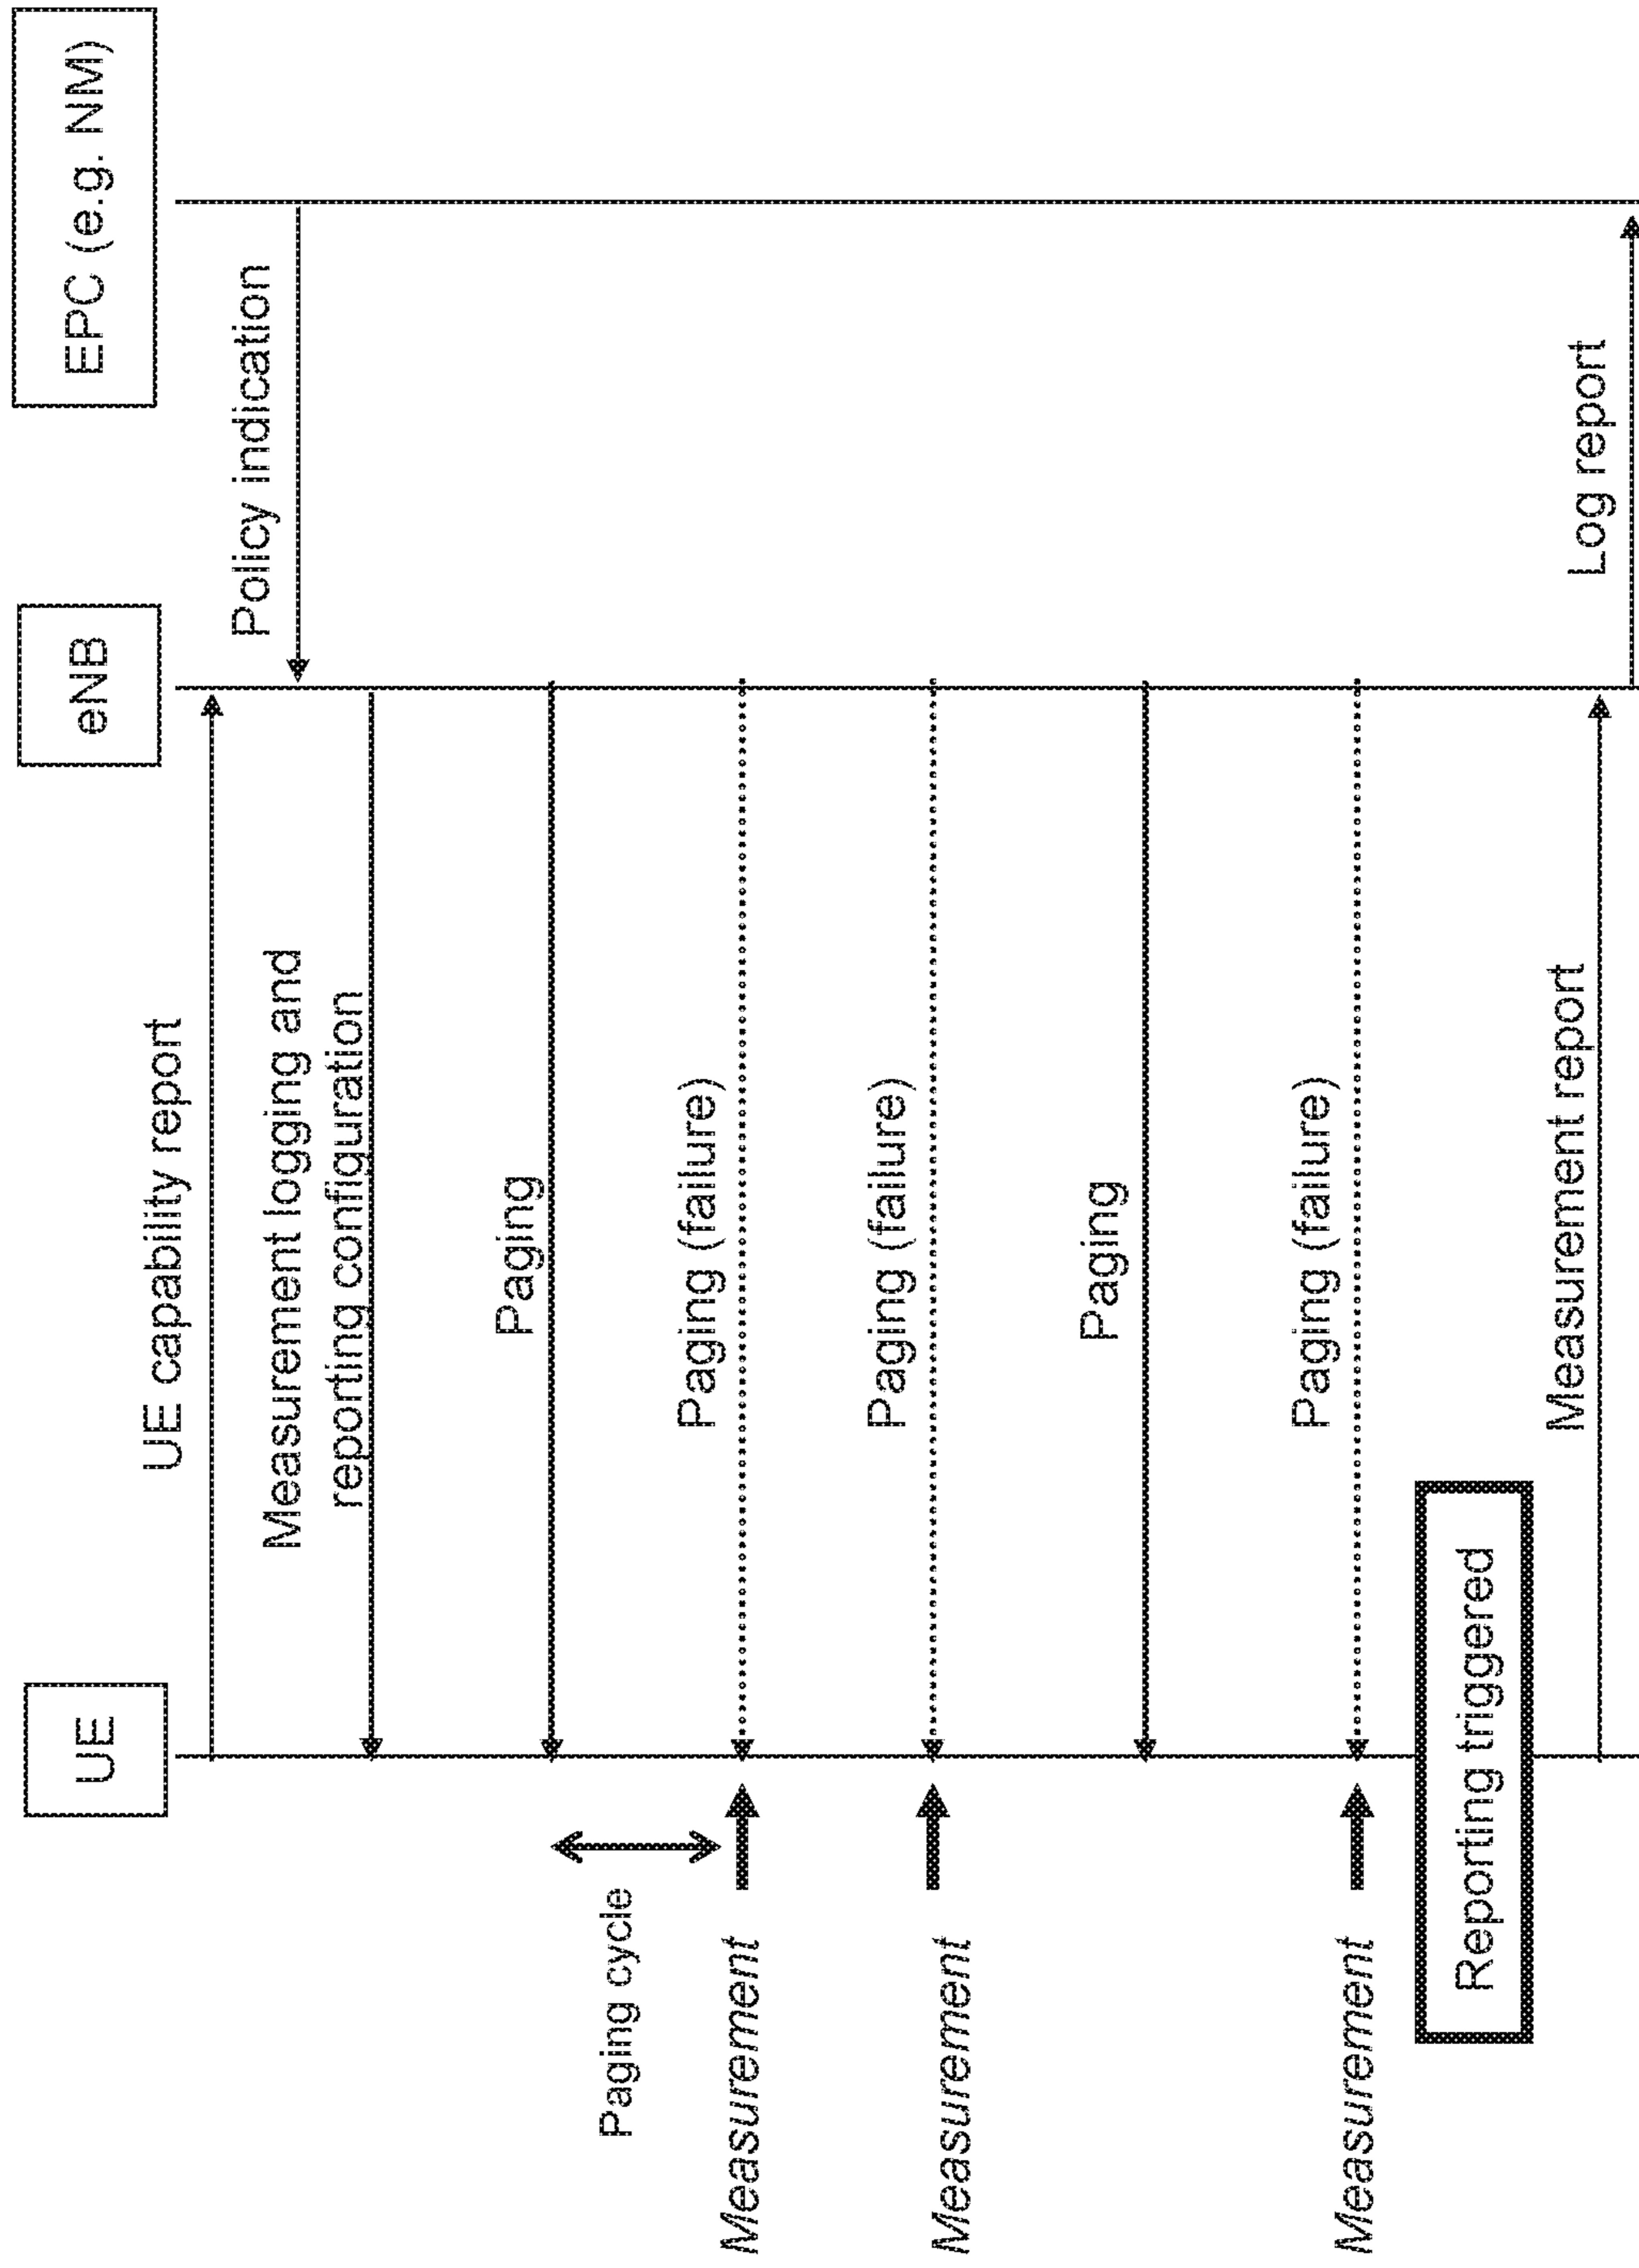 UE
eNB
EPC (e.g. NM)
UE capability report
Policy indication
Measurement logging and
reporting configuration
Paging
Paging cycle
Paging (failure)
Measurement
Paging (failure)
Measurement
Paging
Paging (failure)
Measurement
Reporting triggered
Measurement report
Log report